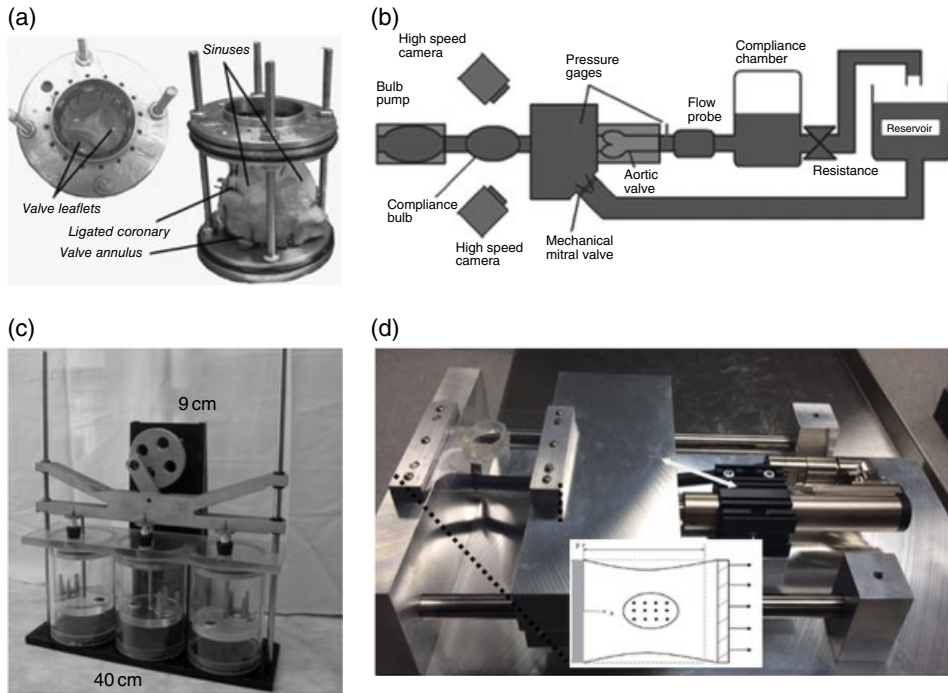 (a)
Sinuses
Valve leaflets
Ligated coronary
Valve annulus
(b)
High speed
camera
Bulb
pump
Pressure
gages
Compliance
chamber
Flow
probe
Reservoir
Resistance
Aortic
valve
Compliance
bulb
High speed
camera
Mechanical
mitral valve
(c)
9 cm
40 cm
(d)
x